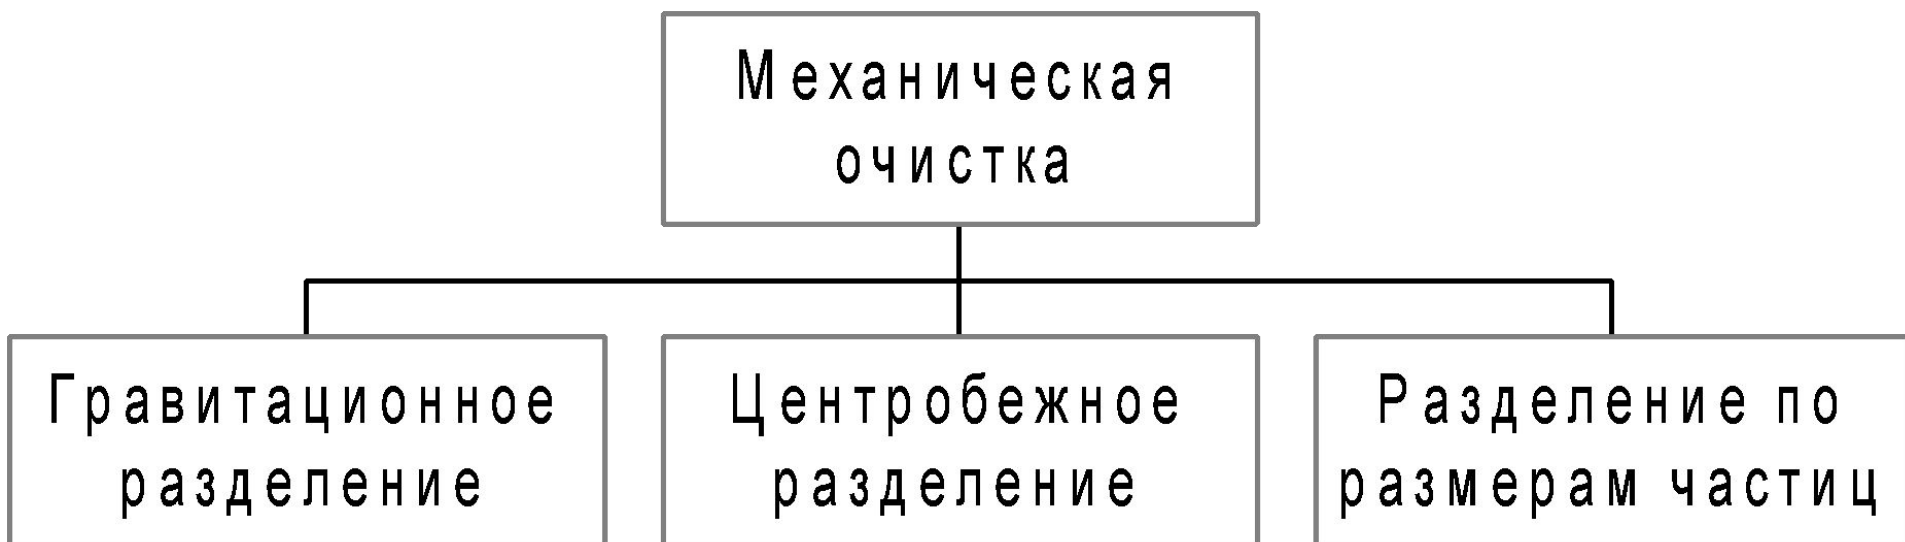 Механическая
очистка
Гравитационное
разделение
Центробежное
разделение
Разделение по
размерам частиц